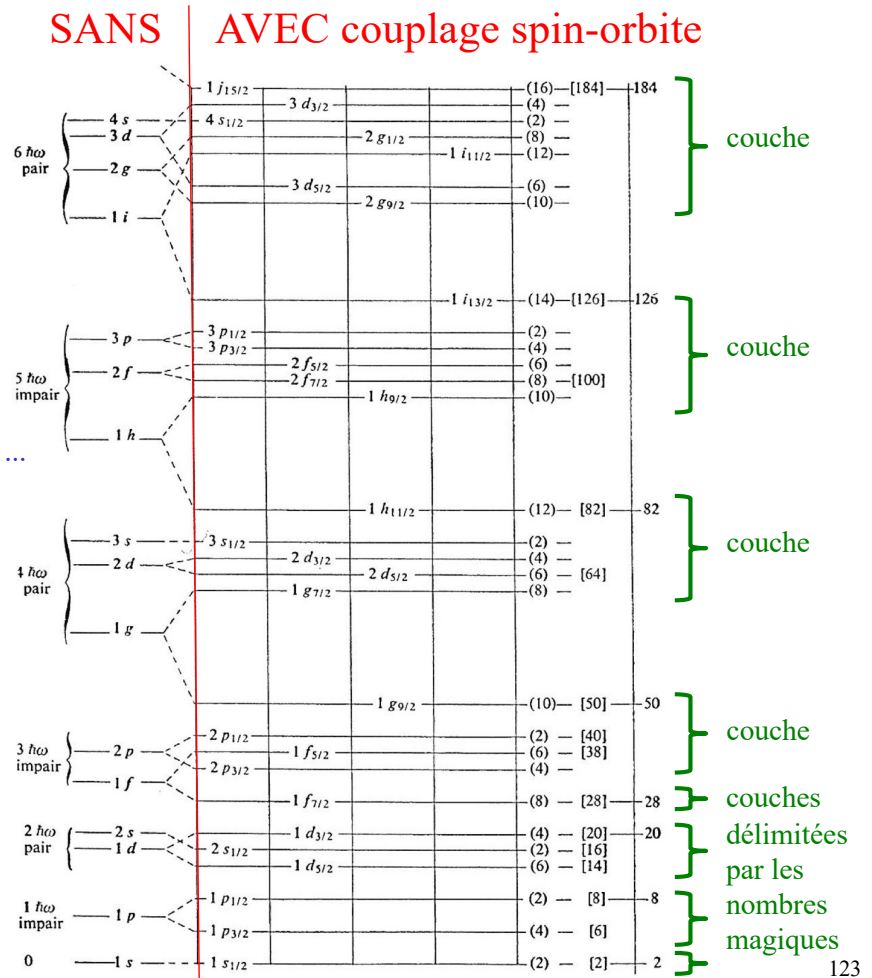 SANS AVEC couplage spin-orbite
1 j15/2 (16) [184] 184
3 d3/2 (4)
4 s 4 s1/2 (2)
3 d 2 g1/2 (8)
6 ħω pair
1 i11/2 (12)
couche
2 g 3 d5/2 (6)
2 g9/2 (10)
1 i
1 i13/2 (14) [126] 126
3 p 3 p1/2 (2)
3 p3/2 (4)
couche
2 f 2 f5/2 (6)
2 f7/2 (8) [100]
5 ħω impair
1 h9/2 (10)
1 h
...
1 h11/2 (12) [82] 82
3 s 3 s1/2 (2)
couche
2 d 2 d3/2 (4)
2 d5/2 (6) [64]
4 ħω pair
1 g7/2 (8)
1 g
1 g9/2 (10) [50] 50
2 p1/2 (2) [40]
couche
3 ħω impair
2 p 1 f5/2 (6) [38]
2 p3/2 (4)
1 f
1 f7/2 (8) [28] 28
couches
2 ħω pair
2 s 1 d3/2 (4) [20] 20
délimitées
1 d 2 s1/2 (2) [16]
1 d5/2 (6) [14]
par les
1 p1/2 (2) [8] 8
nombres
1 ħω impair
1 p
1 p3/2 (4) [6]
magiques
0 1 s 1 s1/2 (2) [2] 2
123